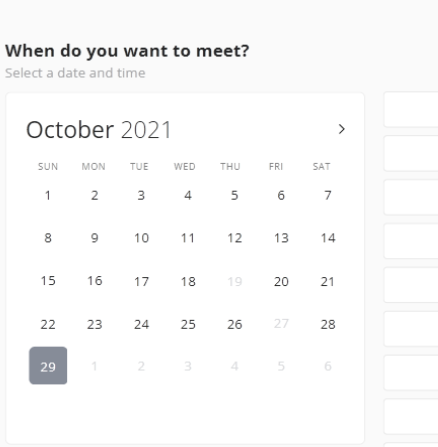 When do you want to meet?
Select a date and time
October 2021
SUN MON TUE WED THU FRI SAT
1 2 3 4 5 6 7
8 9 10 11 12 13 14
15 16 17 18 19 20 21
22 23 24 25 26 27 28
29 1 2 3 4 5 6